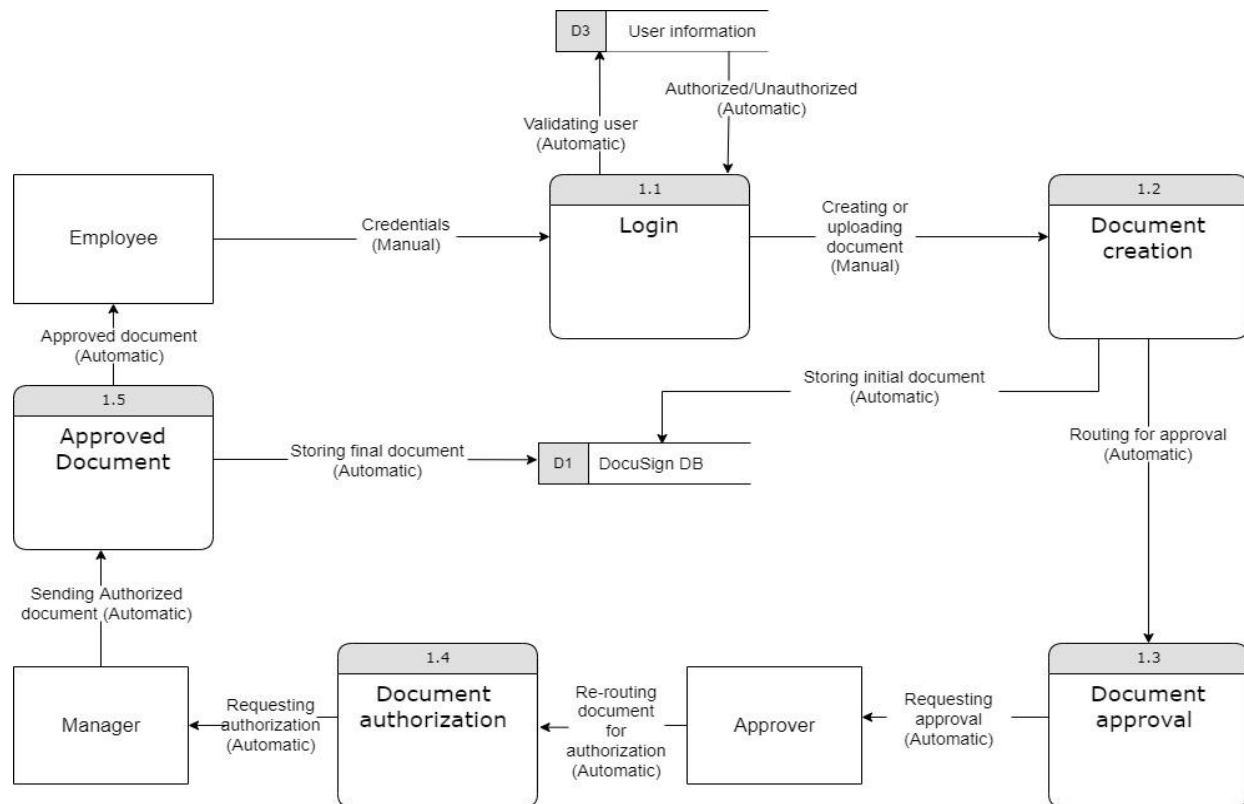 D3
User information
Authorized/Unauthorized
(Automatic)
Validating user
(Automatic)
Employee
Credentials
(Manual)
1.1
Login
Creating or
uploading
document
(Manual)
1.2
Document
creation
Approved document
(Automatic)
Storing initial document
(Automatic)
1.5
Approved
Document
Storing final document
(Automatic)
D1
DocuSign DB
Routing for approval
(Automatic)
Sending Authorized
document (Automatic)
Manager
Requesting
authorization
(Automatic)
1.4
Document
authorization
Re-routing
document
for
authorization
(Automatic)
Approver
Requesting
approval
(Automatic)
1.3
Document
approval